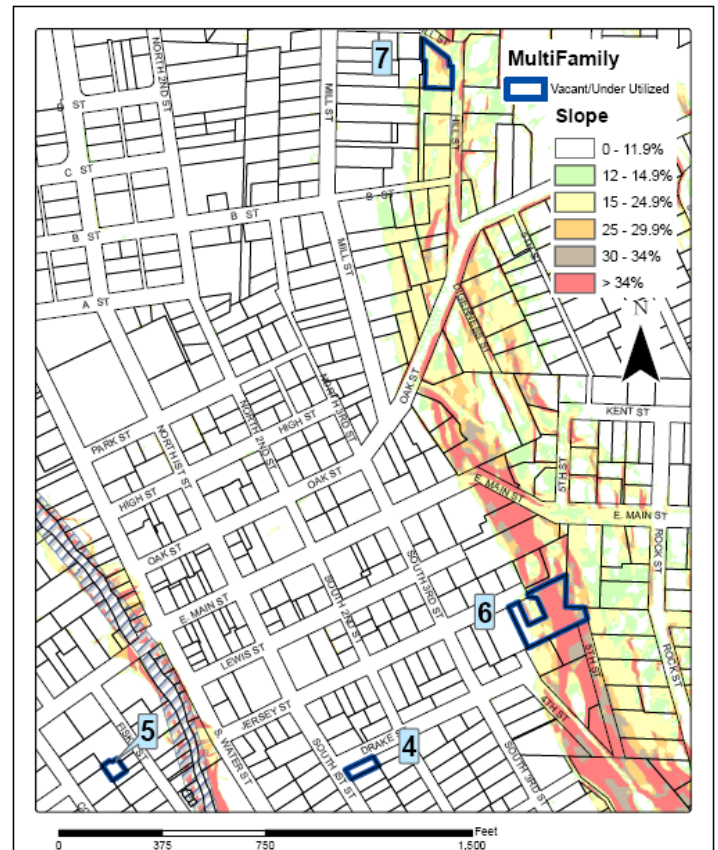 MultiFamily
Vacant/Under Utilized
Slope
0 - 11.9%
12 - 14.9%
15 - 24.9%
25 - 29.9%
30 - 34%
> 34%
N
7
HILL ST
NORTH 2ND ST
MILL ST
D ST
C ST
B ST
B ST
B ST
MILL ST
A ST
5TH ST
OAK ST
KENT ST
NORTH 3RD ST
NORTH 2ND ST
HIGH ST
PARK ST
NORTH IST ST
HIGH ST
OAK ST
E. MAIN ST
5TH ST
E. MAIN ST
ROCK ST
OAK ST
SOUTH 3RD ST
SOUTH 2ND ST
E. MAIN ST
6
LEWIS ST
5TH ST
ROCK ST
JERSEY ST
4TH ST
5
S. WATER ST
4
DRAKE
SOUTH IST ST
SOUTH 3RD ST
Feet
0
375
750
1,500